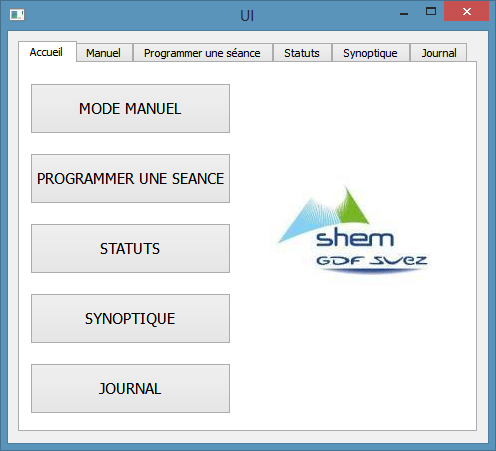 UI
Accueil Manuel Programmer une séance Statuts Synoptique Journal
MODE MANUEL
PROGRAMMER UNE SEANCE
STATUTS
SYNOPTIQUE
JOURNAL
shem
GDF SUEZ